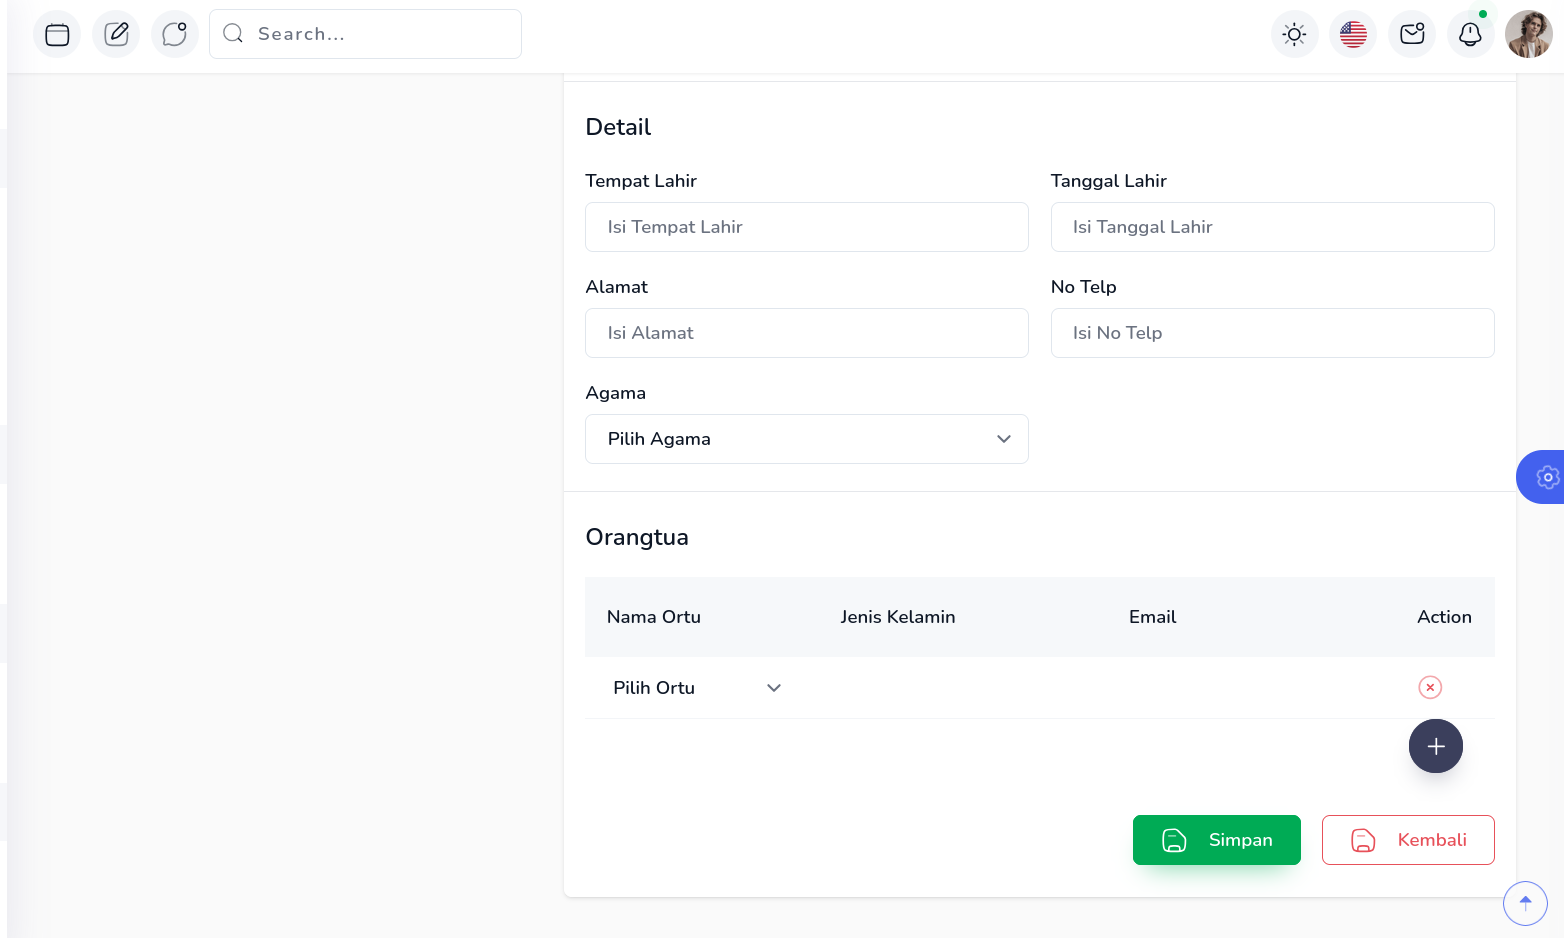 Search...
Detail
Tempat Lahir
Tanggal Lahir
Isi Tempat Lahir
Isi Tanggal Lahir
Alamat
No Telp
Isi Alamat
Isi No Telp
Agama
Pilih Agama
Orangtua
Nama Ortu
Jenis Kelamin
Email
Action
Pilih Ortu
Simpan
Kembali